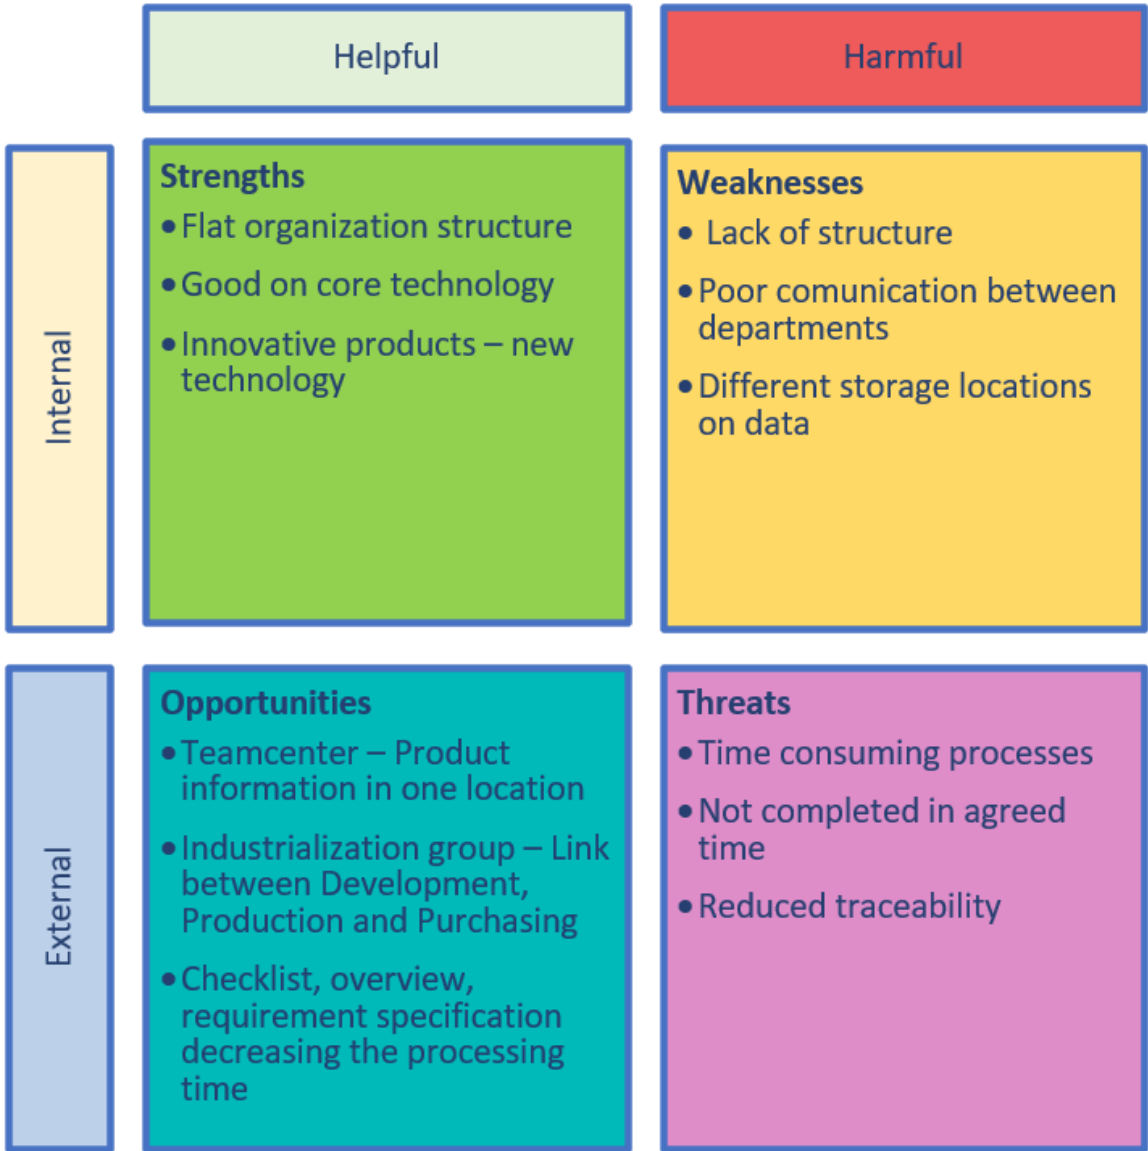 Helpful
Harmful
Internal
Strengths
• Flat organization structure
• Good on core technology
• Innovative products – new
technology
Weaknesses
• Lack of structure
• Poor comunication between
departments
• Different storage locations
on data
External
Opportunities
• Teamcenter – Product
information in one location
• Industrialization group – Link
between Development,
Production and Purchasing
• Checklist, overview,
requirement specification
decreasing the processing
time
Threats
• Time consuming processes
• Not completed in agreed
time
• Reduced traceability